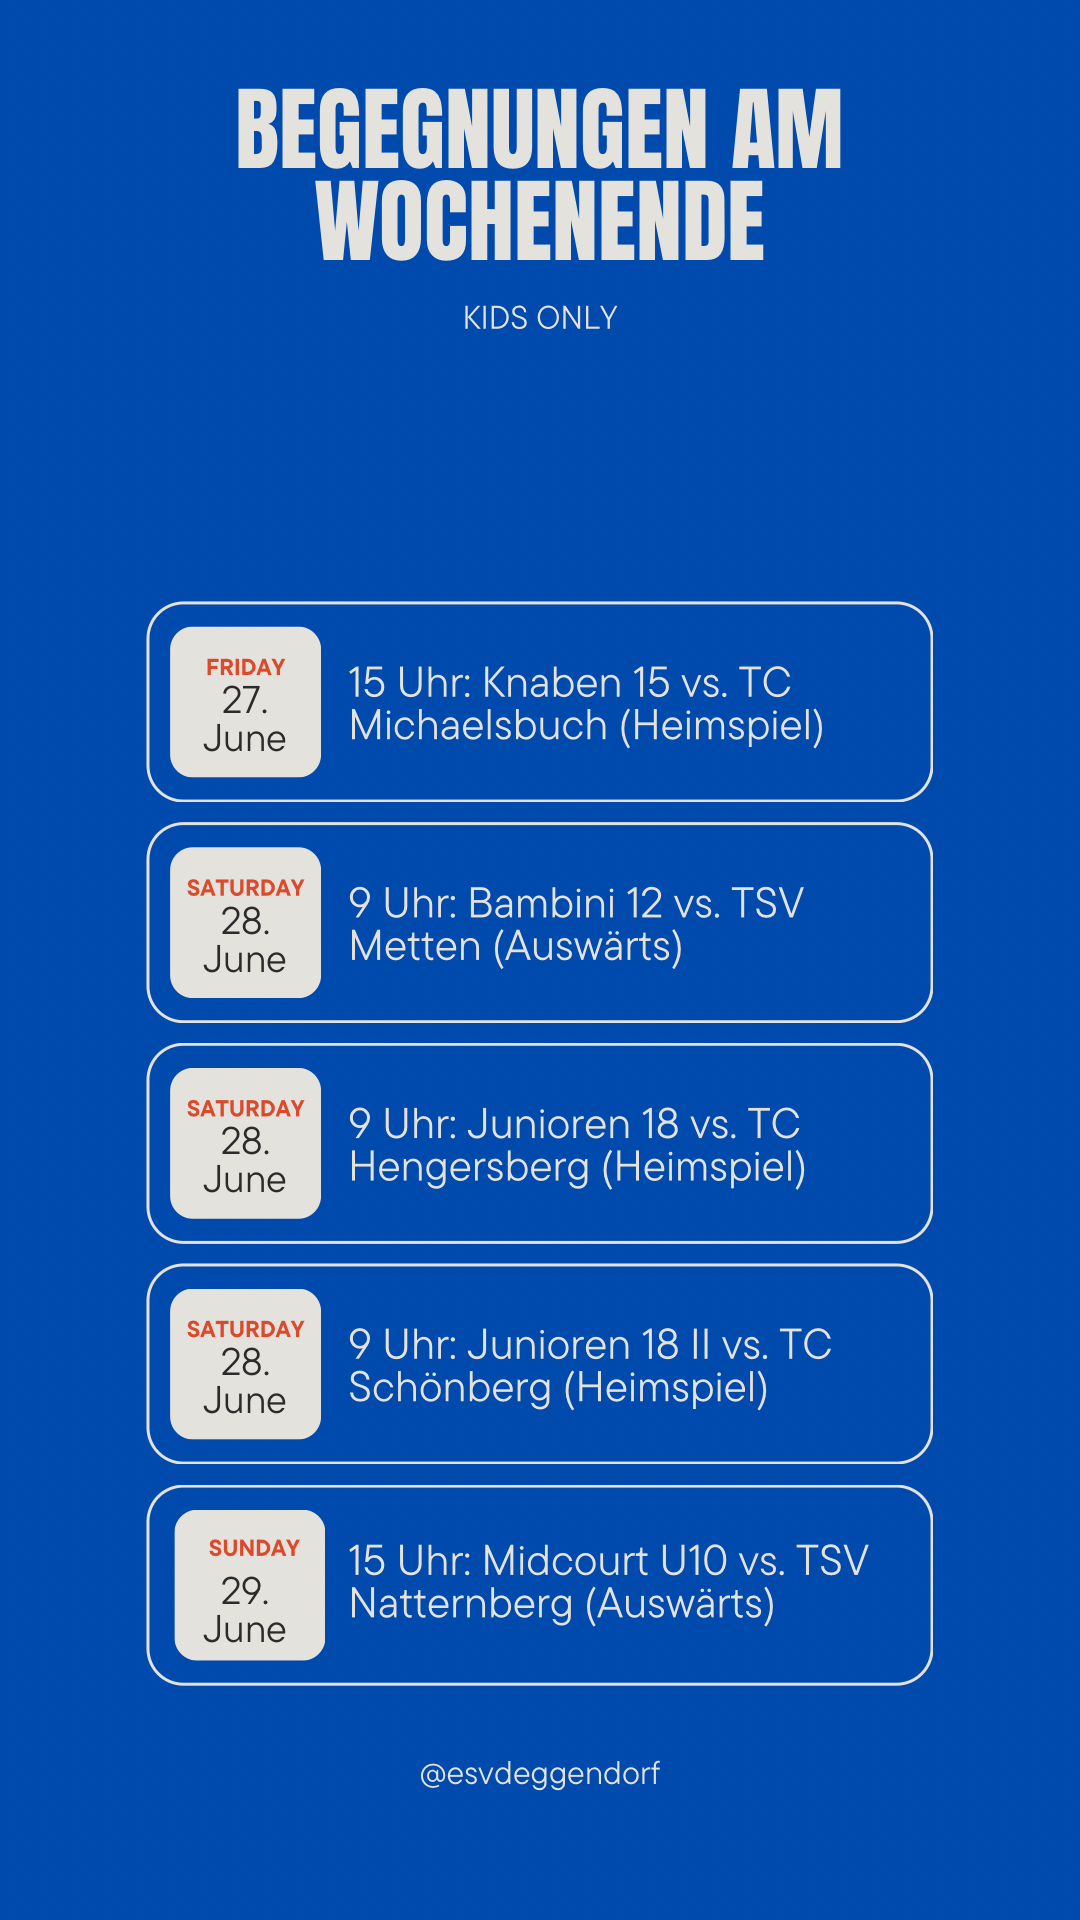 BEGEGNUNGEN AM
WOCHENENDE
KIDS ONLY
FRIDAY
27.
June
15 Uhr: Knaben 15 vs. TC
Michaelsbuch (Heimspiel)
SATURDAY
28.
June
9 Uhr: Bambini 12 vs. TSV
Metten (Auswärts)
SATURDAY
28.
June
9 Uhr: Junioren 18 vs. TC
Hengersberg (Heimspiel)
SATURDAY
28.
June
9 Uhr: Junioren 18 II vs. TC
Schönberg (Heimspiel)
SUNDAY
29.
June
15 Uhr: Midcourt U10 vs. TSV
Natternberg (Auswärts)
@esvdeggendorf